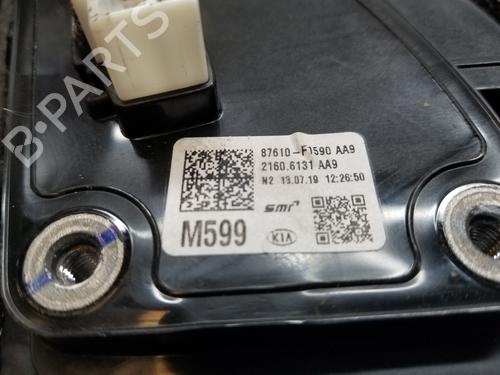 B-PARTS
87610-F1590 AA9
2160.6131 AA9
N2 13.07.19 12:26:50
M599
smr
KIA